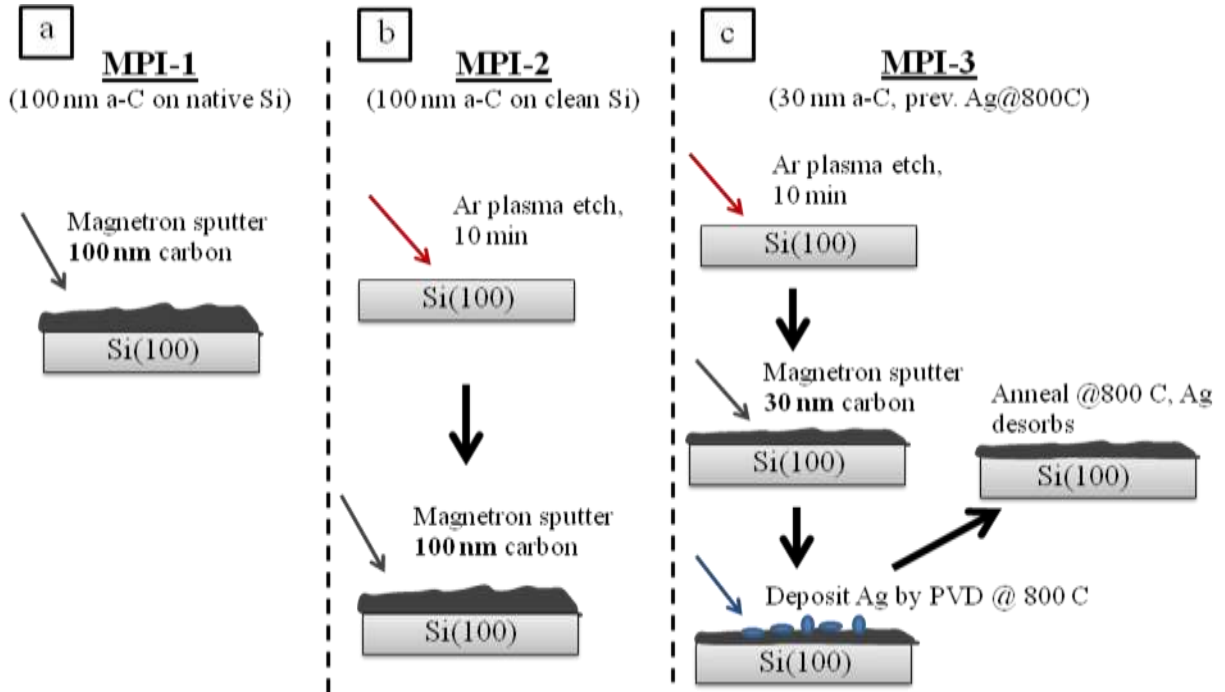 a
MPI-1
(100 nm a-C on native Si)
Magnetron sputter
100 nm carbon
Si(100)
b
MPI-2
(100 nm a-C on clean Si)
Ar plasma etch,
10 min
Si(100)
Magnetron sputter
100 nm carbon
Si(100)
c
MPI-3
(30 nm a-C, prev. Ag@800C)
Ar plasma etch,
10 min
Si(100)
Magnetron sputter
30 nm carbon
Si(100)
Deposit Ag by PVD @ 800 C
Si(100)
Anneal @800 C, Ag
desorbs
Si(100)